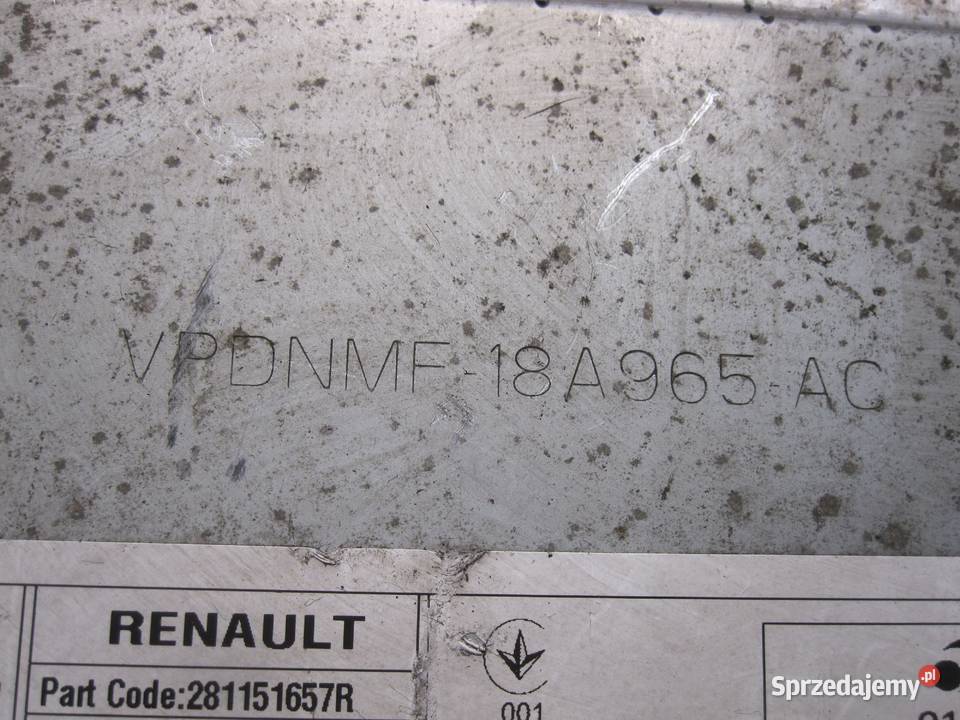 VPDNMF-18A965-AC
RENAULT
Part Code:281151657R
001
Sprzedajemy.pl